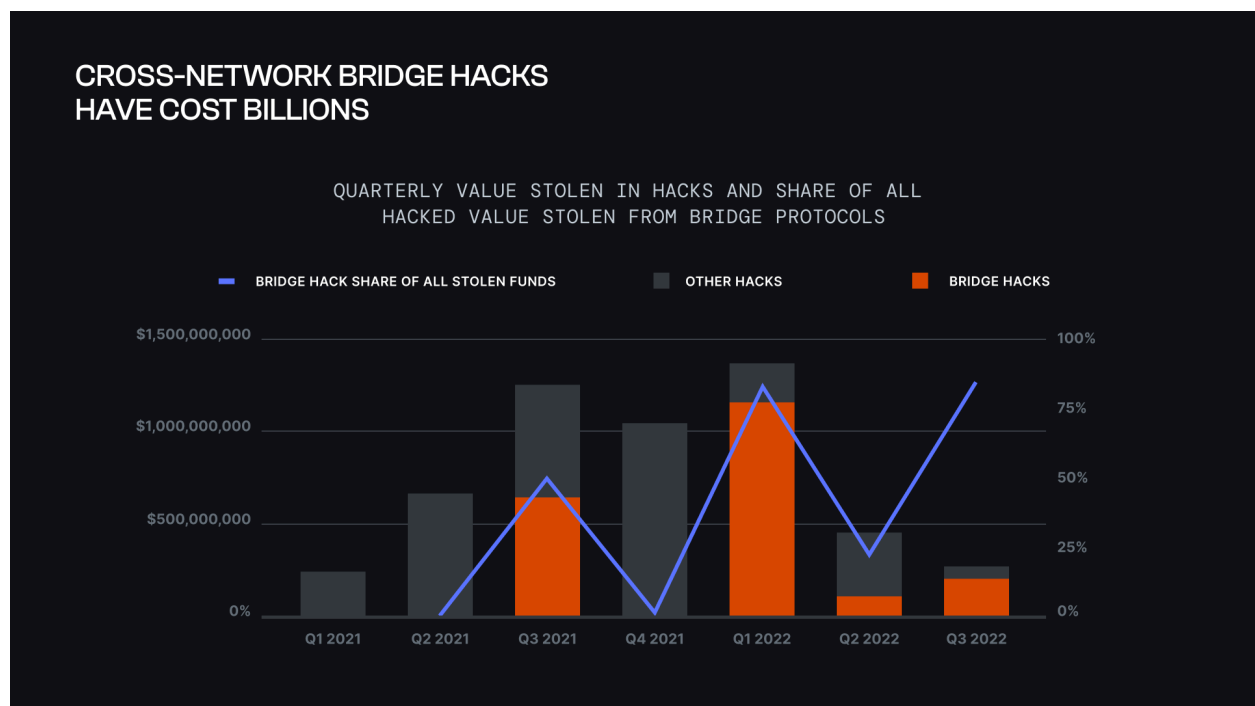 CROSS-NETWORK BRIDGE HACKS
HAVE COST BILLIONS
QUARTERLY VALUE STOLEN IN HACKS AND SHARE OF ALL
HACKED VALUE STOLEN FROM BRIDGE PROTOCOLS
BRIDGE HACK SHARE OF ALL STOLEN FUNDS
OTHER HACKS
BRIDGE HACKS
$1,500,000,000
$1,000,000,000
$500,000,000
0%
100%
75%
50%
25%
0%
Q1 2021
Q2 2021
Q3 2021
Q4 2021
Q1 2022
Q2 2022
Q3 2022